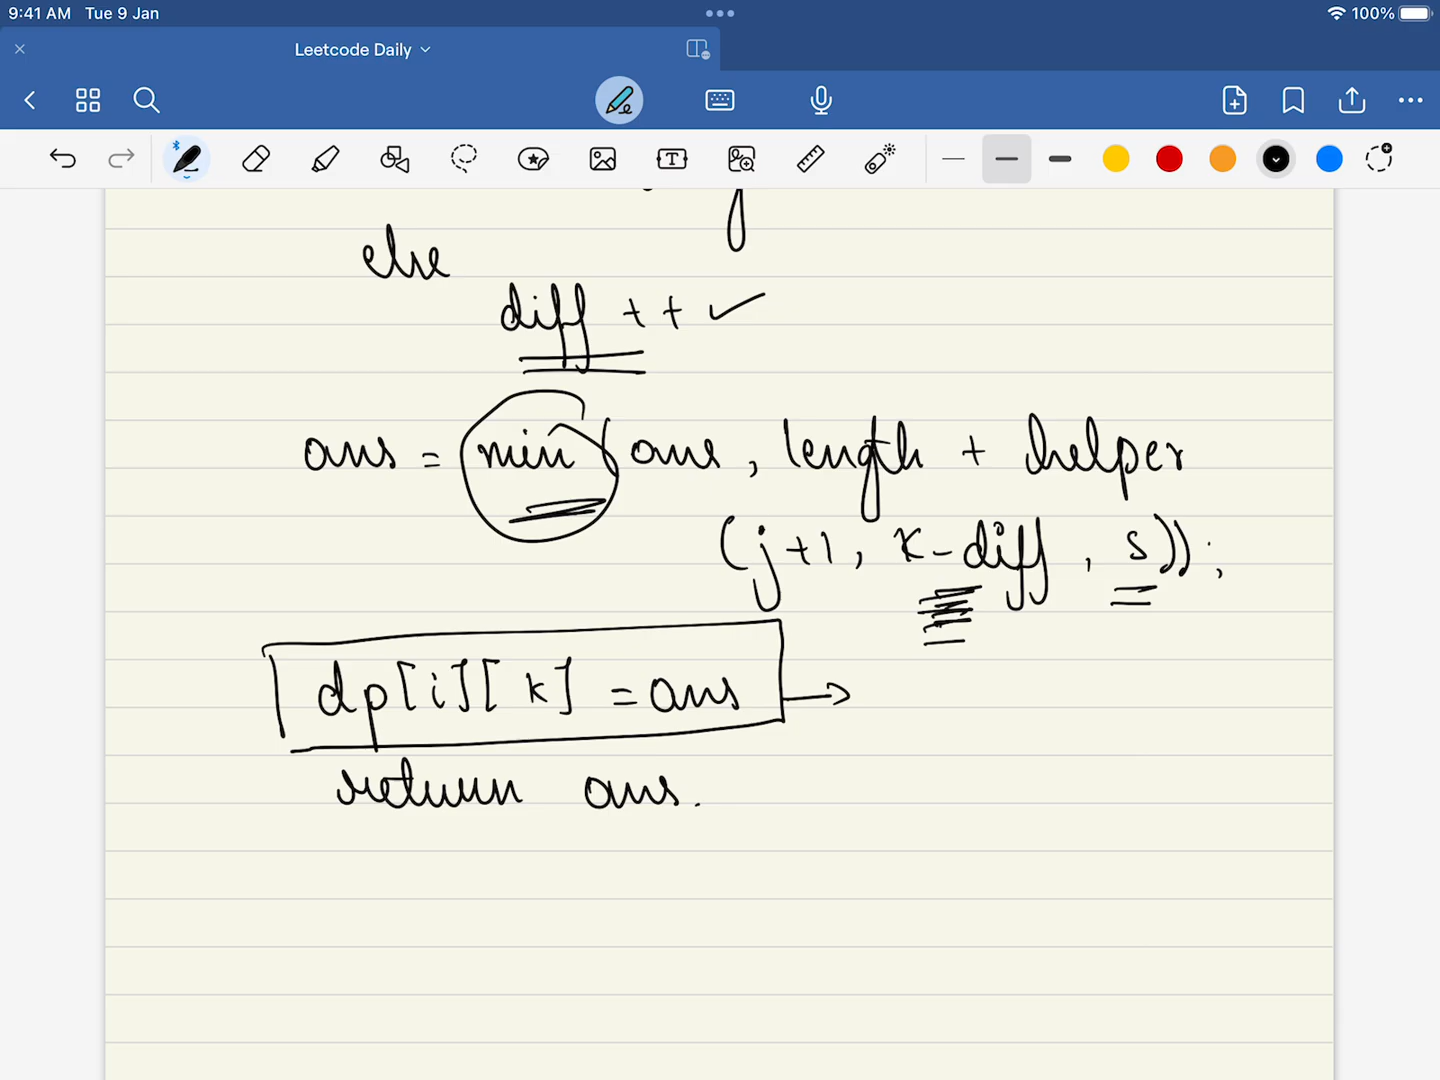 9:41 AM Tue 9 Jan
100%
Leetcode Daily
else
diff ++ ✓
ans = min (ans, length + helper
(j+1, k-diff, s));
dp[i][k] = ans →
return ans.